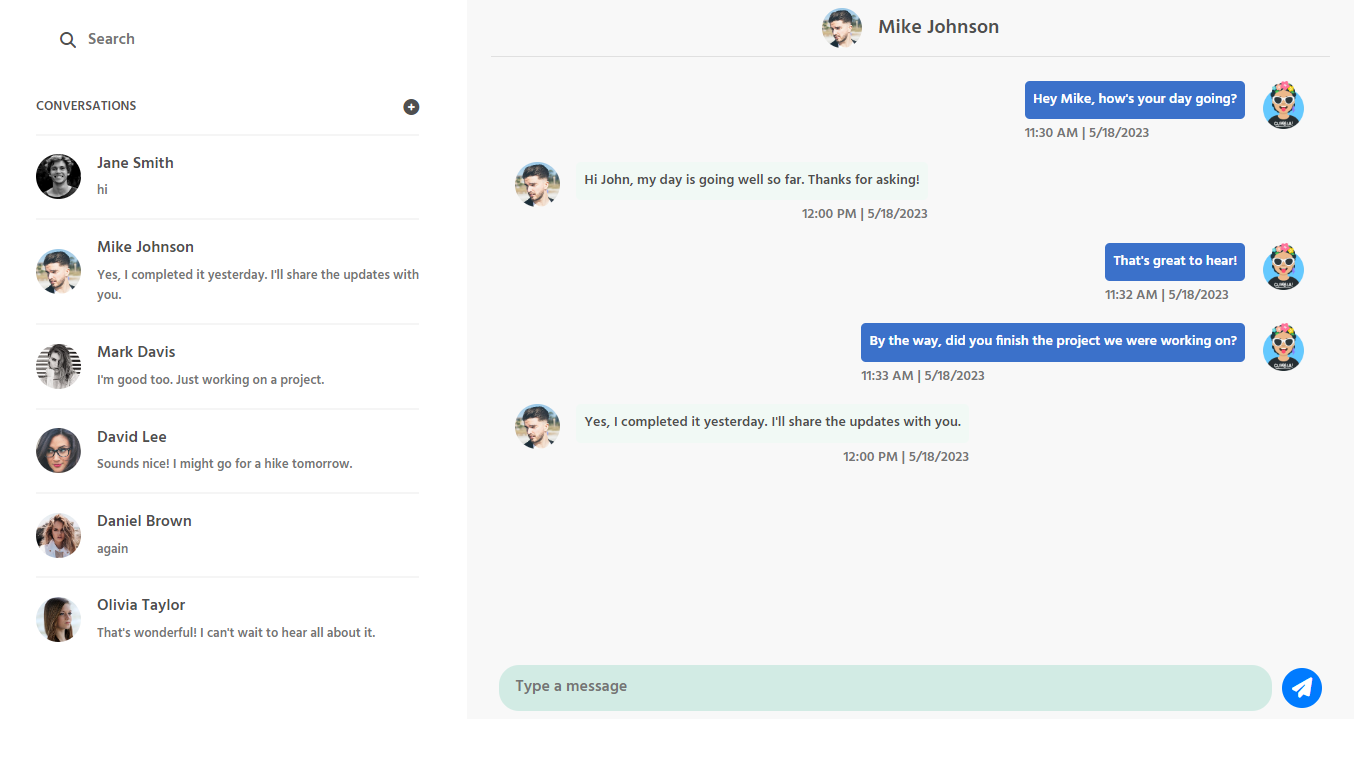 Search
CONVERSATIONS
Jane Smith
hi
Mike Johnson
Yes, I completed it yesterday. I'll share the updates with
you.
Mark Davis
I'm good too. Just working on a project.
David Lee
Sounds nice! I might go for a hike tomorrow.
Daniel Brown
again
Olivia Taylor
That's wonderful! I can't wait to hear all about it.
Mike Johnson
Hey Mike, how's your day going?
11:30 AM | 5/18/2023
Hi John, my day is going well so far. Thanks for asking!
12:00 PM | 5/18/2023
That's great to hear!
11:32 AM | 5/18/2023
By the way, did you finish the project we were working on?
11:33 AM | 5/18/2023
Yes, I completed it yesterday. I'll share the updates with you.
12:00 PM | 5/18/2023
Type a message